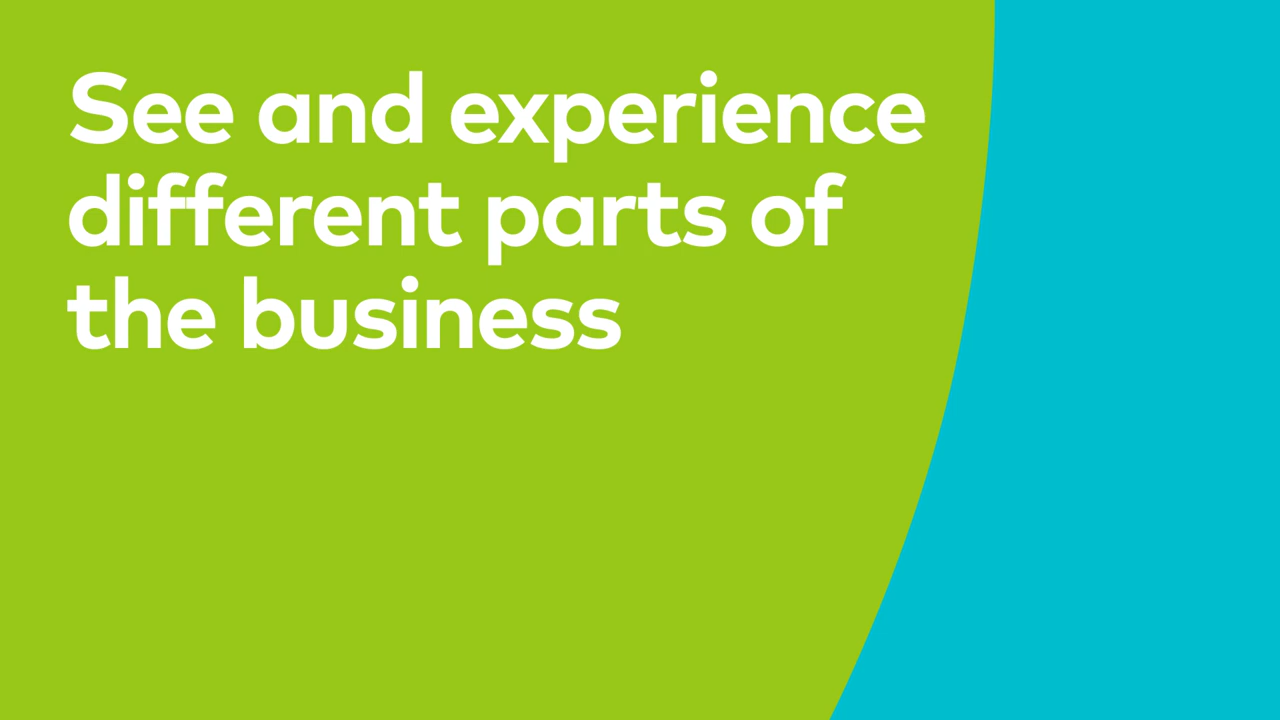 See and experience
different parts of
the business